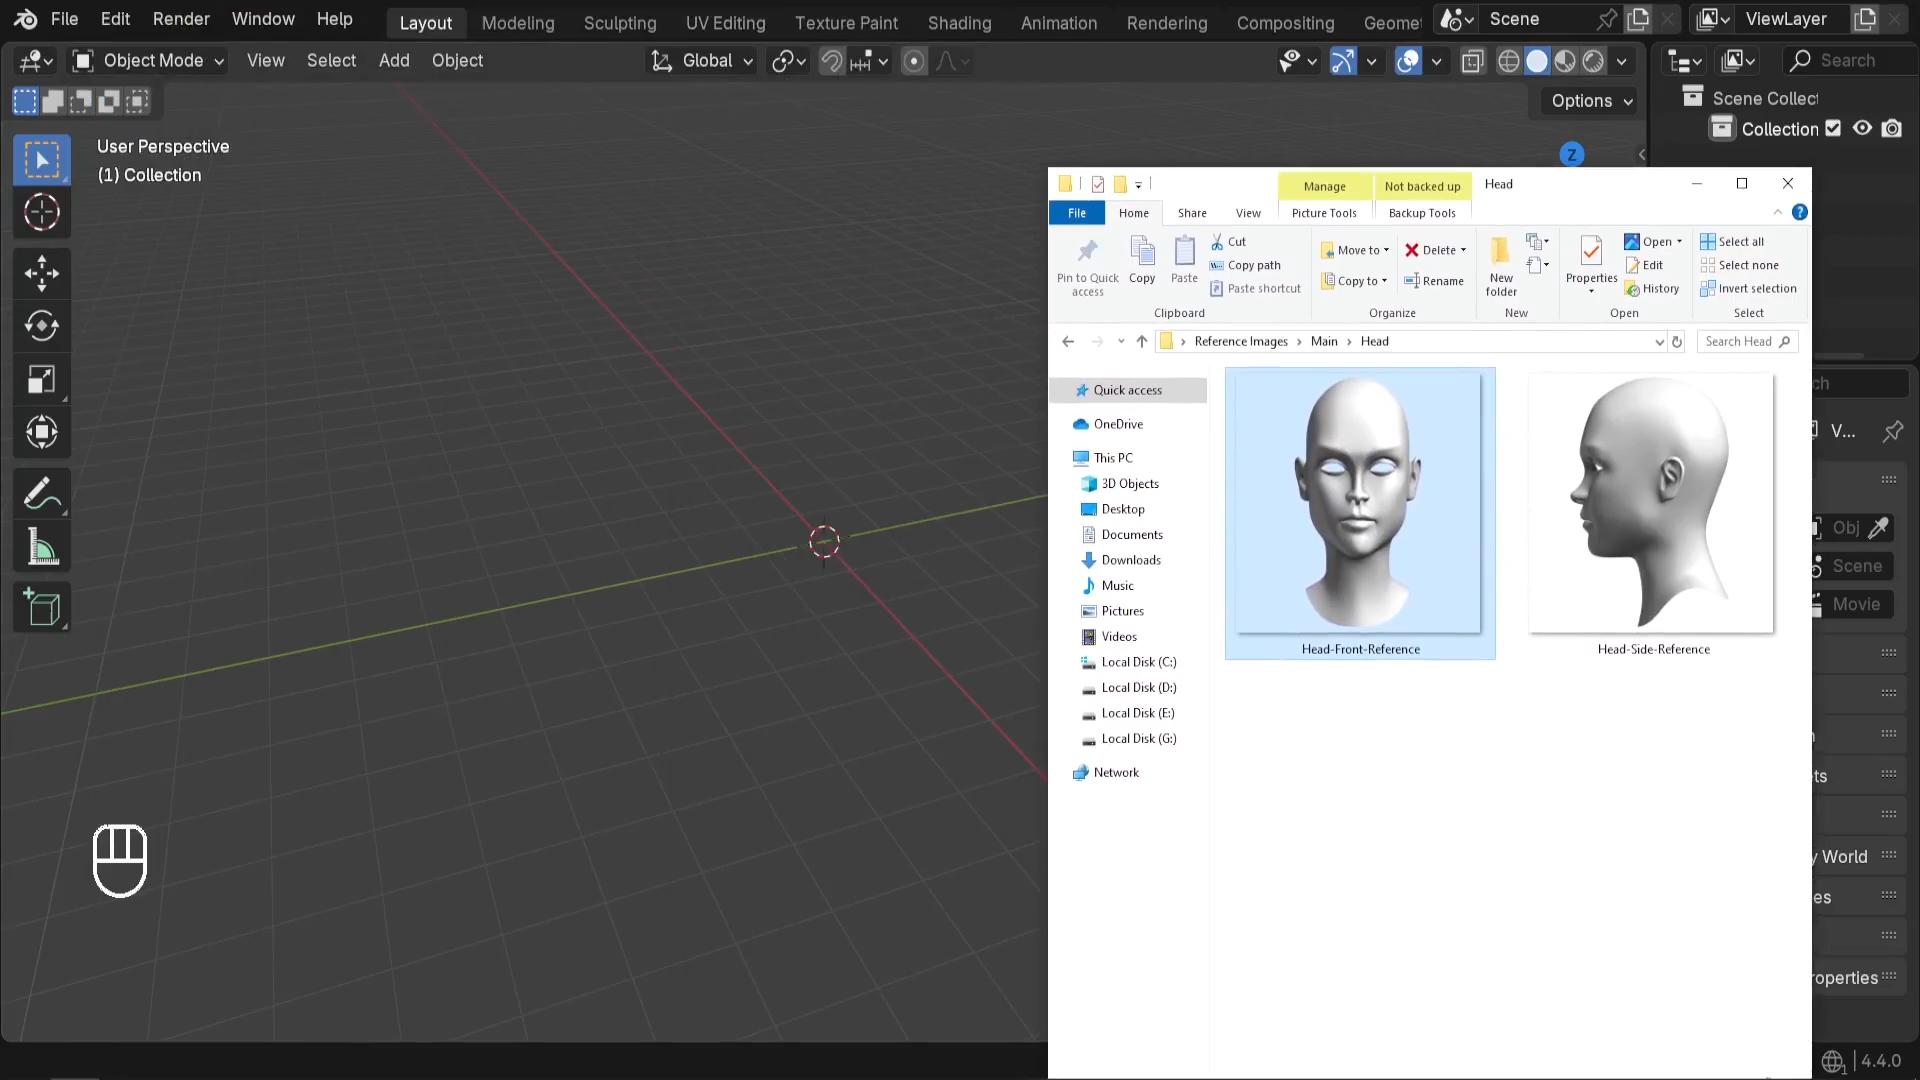 File Edit Render Window Help
Layout Modeling Sculpting UV Editing Texture Paint Shading Animation Rendering Compositing Geomet
Scene
ViewLayer
Object Mode View Select Add Object
Global
Search
Options
Scene Collect
Collection
User Perspective
(1) Collection
Z
Manage
Not backed up
Head
File Home Share View Picture Tools Backup Tools
Pin to Quick
access
Copy
Paste
Cut
Copy path
Paste shortcut
Move to
Copy to
Delete
Rename
New
folder
Properties
Open
Edit
History
Select all
Select none
Invert selection
Clipboard Organize New Open Select
Reference Images Main Head
Search Head
Quick access
OneDrive
This PC
3D Objects
Desktop
Documents
Downloads
Music
Pictures
Videos
Local Disk (C:)
Local Disk (D:)
Local Disk (E:)
Local Disk (G:)
Network
Head-Front-Reference
Head-Side-Reference
ch
V...
Obj
Scene
Movie
ts
y World
es
roperties
4.4.0